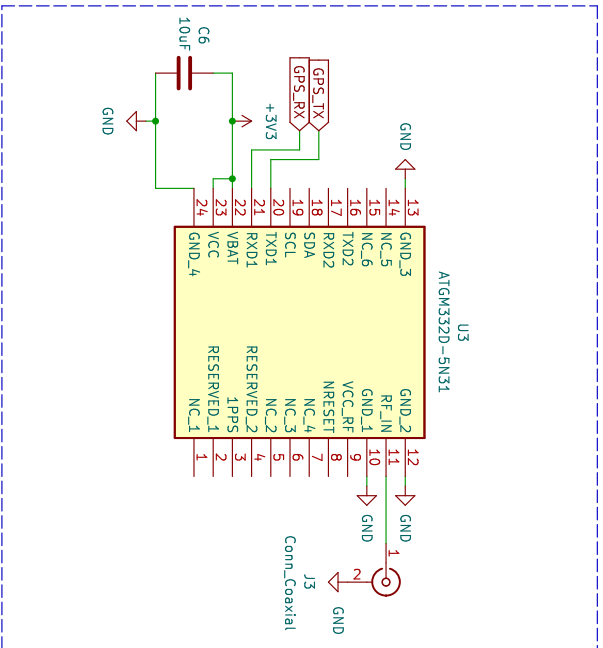 C6
10uF
GND
+3V3
GPS_RX
GPS_TX
GND
24
23
22
21
20
19
18
17
16
15
14
13
GND_4
VCC
VBAT
RXD1
TXD1
SCL
SDA
RXD2
TXD2
NC_6
NC_5
GND_3
U3
ATGM332D-5N31
NC_1
RESERVED_1
1PPS
RESERVED_2
NC_2
NC_3
NC_4
NRESET
VCC_RF
GND_1
RF_IN
GND_2
1
2
3
4
5
6
7
8
9
10
11
12
GND
GND
1
2
J3
Conn_Coaxial
GND